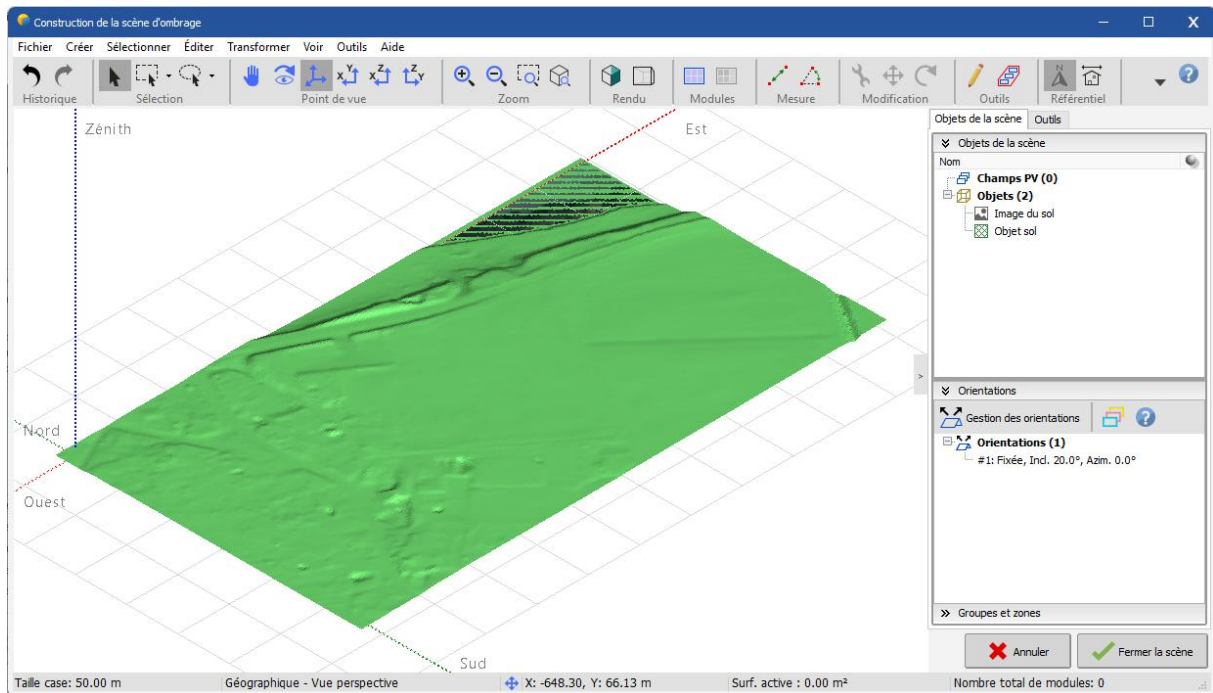 Construction de la scène d'ombrage
Fichier Créer Sélectionner Éditer Transformer Voir Outils Aide
Historique Sélection Point de vue Zoom Rendu Modules Mesure Modification Outils Référentiel
Zénith
Est
Nord
Ouest
Sud
Objets de la scène Outils
Objets de la scène
Nom
Champs PV (0)
Objets (2)
Image du sol
Objet sol
Orientations
Gestion des orientations
Orientations (1)
#1: Fixée, Incl. 20.0°, Azim. 0.0°
Groupes et zones
Annuler Fermer la scène
Taille case: 50.00 m Géographique - Vue perspective X: -648.30, Y: 66.13 m Surf. active : 0.00 m² Nombre total de modules: 0